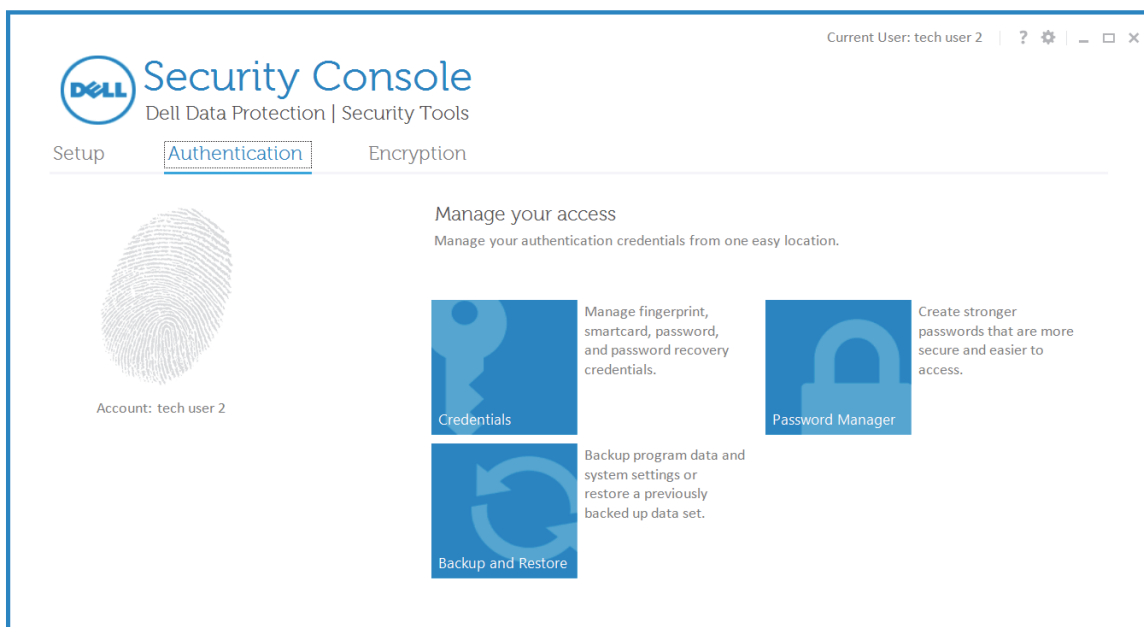 Current User: tech user 2
?
DELL
Security Console
Dell Data Protection | Security Tools
Setup
Authentication
Encryption
Manage your access
Manage your authentication credentials from one easy location.
Account: tech user 2
Credentials
Manage fingerprint,
smartcard, password,
and password recovery
credentials.
Password Manager
Create stronger
passwords that are more
secure and easier to
access.
Backup and Restore
Backup program data and
system settings or
restore a previously
backed up data set.